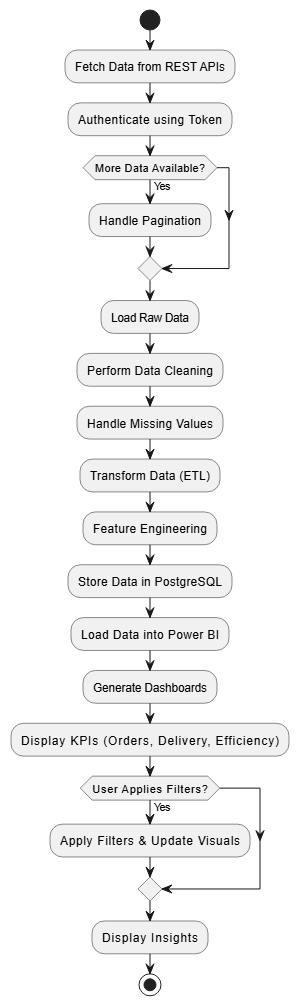 Fetch Data from REST APIs
Authenticate using Token
More Data Available?
Yes
Handle Pagination
Load Raw Data
Perform Data Cleaning
Handle Missing Values
Transform Data (ETL)
Feature Engineering
Store Data in PostgreSQL
Load Data into Power BI
Generate Dashboards
Display KPIs (Orders, Delivery, Efficiency)
User Applies Filters?
Yes
Apply Filters & Update Visuals
Display Insights